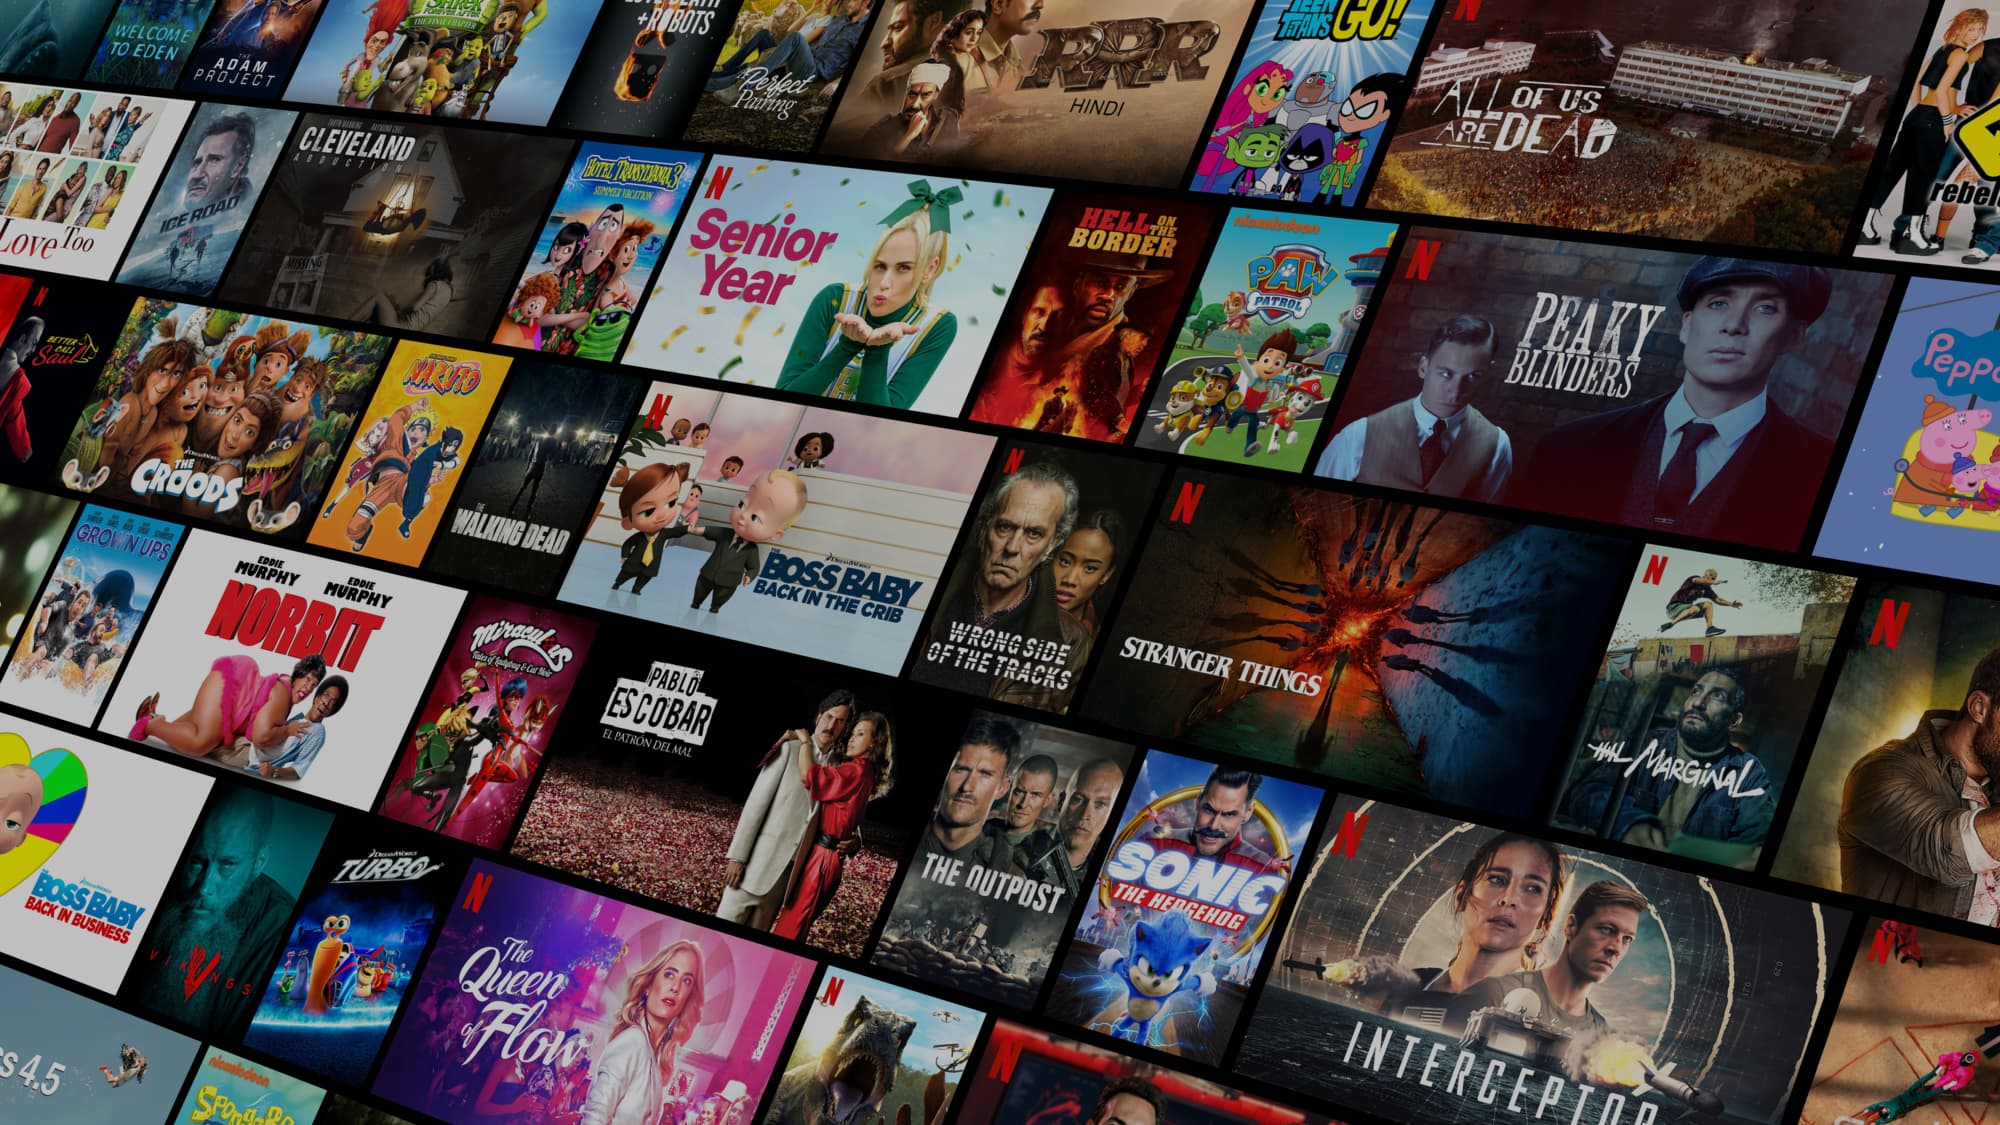 WELCOME
TO EDEN
THE
ADAM
PROJECT
SHREK
FOREVER AFTER
THE FINAL CHAPTER
LOVE DEATH
+ROBOTS
A Perfect
Pairing
RRR
HINDI
TEEN
TITANS GO!
N
ALL OF US
ARE DEAD
Love Too
ICE ROAD
CLEVELAND
ABDUCTION
MISSING
HOTEL TRANSYLVANIA 3
SUMMER VACATION
N
Senior
Year
HELL ON
THE
BORDER
nickelodeon
PAW
PATROL
N
PEAKY
BLINDERS
N
BETTER
CALL
Saul
DREAMWORKS
THE
CROODS
NARUTO
THE
WALKING DEAD
N
DREAMWORKS
THE
BOSS BABY
BACK IN THE CRIB
N
WRONG SIDE
OF THE TRACKS
N
STRANGER THINGS
N
MARGINAL
N
GROWN UPS
EDDIE
MURPHY
EDDIE
MURPHY
NORBIT
Miraculous
Tales of Ladybug & Cat Noir
PABLO
ESCOBAR
EL PATRÓN DEL MAL
THE OUTPOST
SONIC
THE HEDGEHOG
N
INTERCEPTOR
THE
BOSS BABY
BACK IN BUSINESS
VIKINGS
DREAMWORKS
TURBO
N
The
Queen
of Flow
N
N
N
4.5
nickelodeon